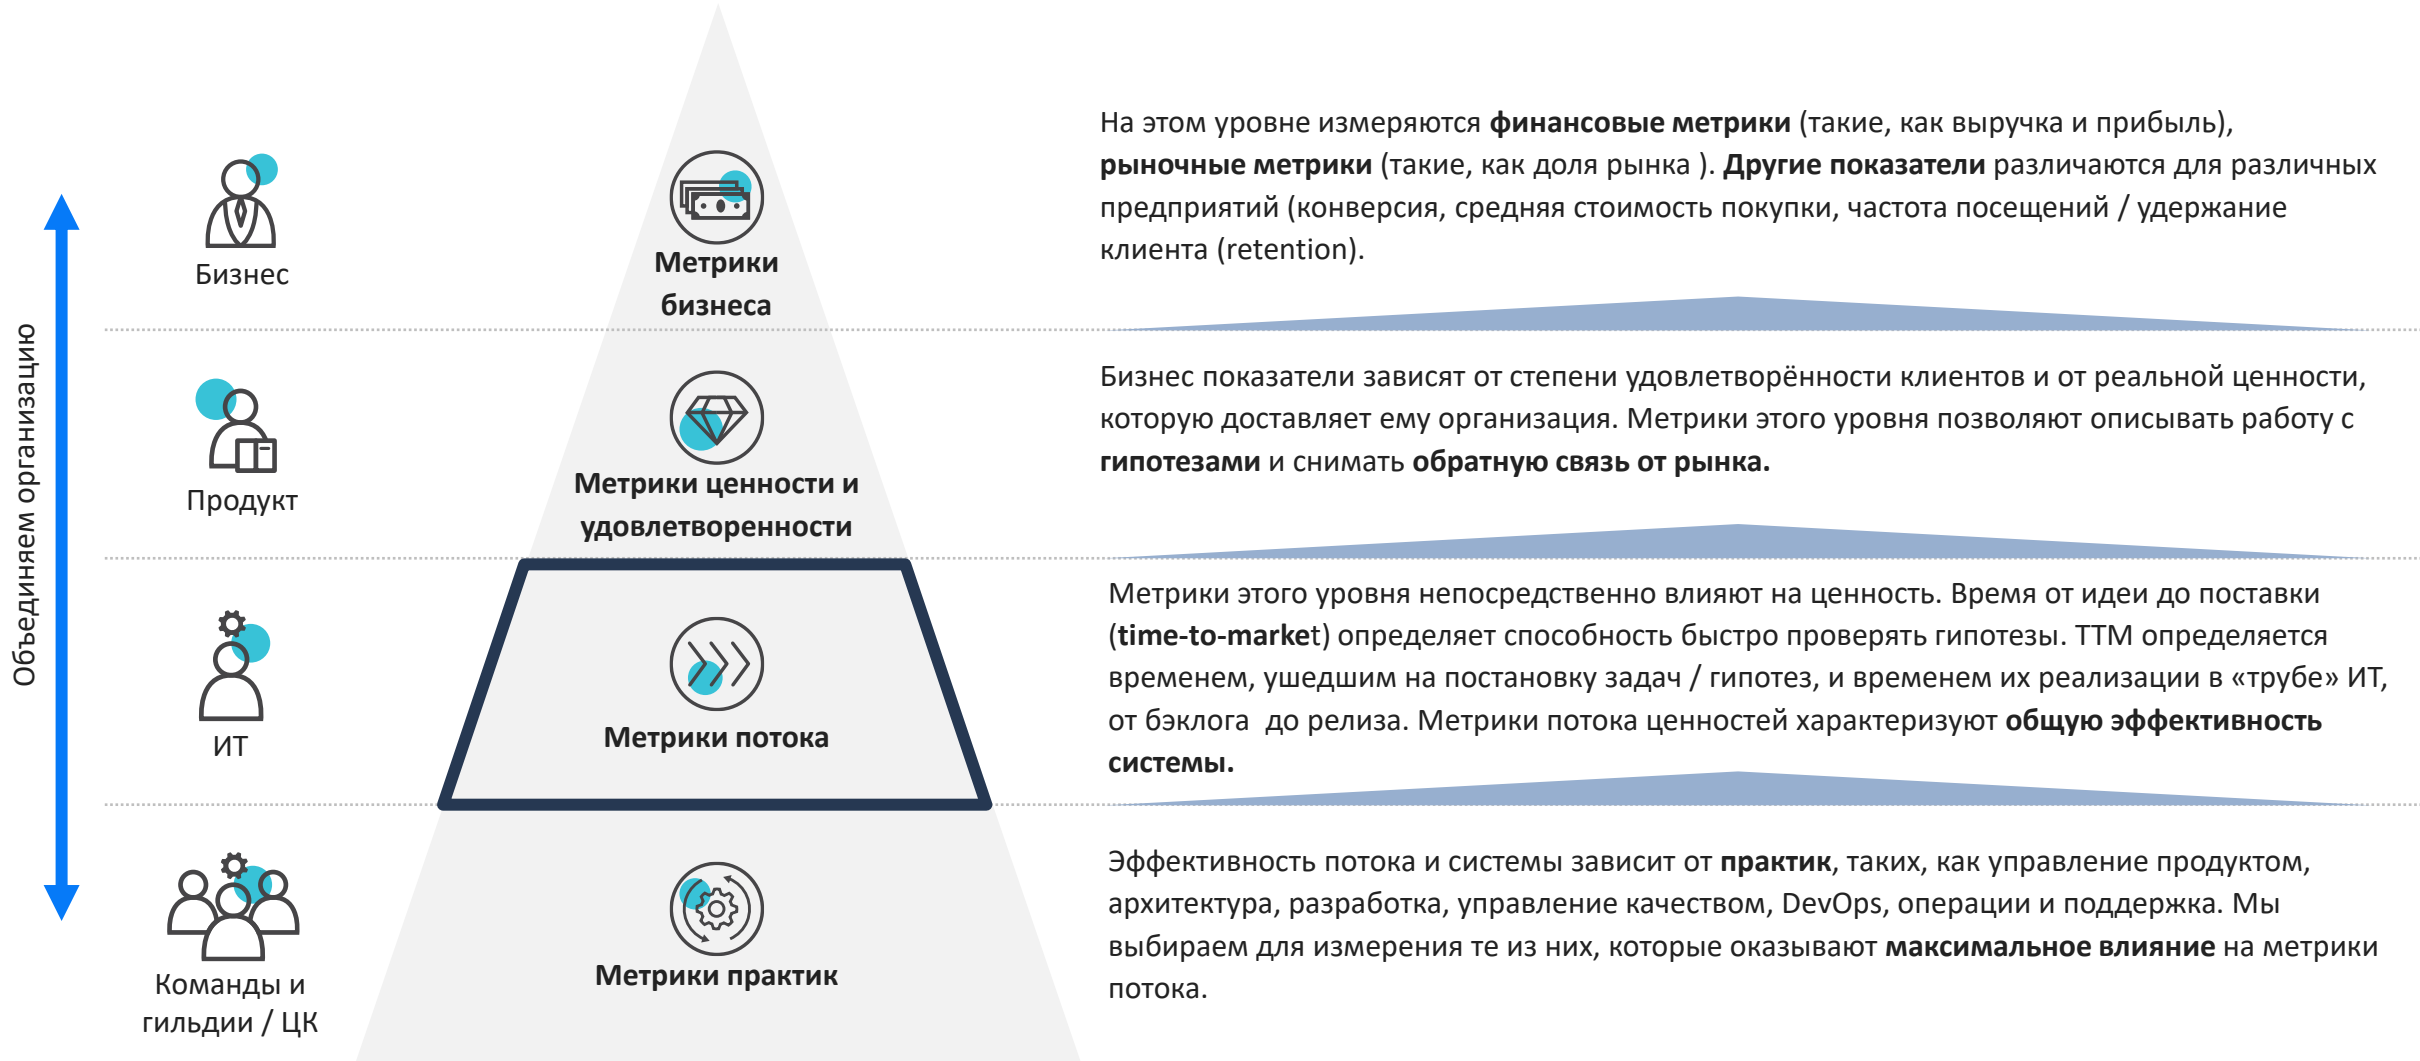 Объединяем организацию
Бизнес
Метрики
бизнеса
На этом уровне измеряются финансовые метрики (такие, как выручка и прибыль),
рыночные метрики (такие, как доля рынка ). Другие показатели различаются для различных
предприятий (конверсия, средняя стоимость покупки, частота посещений / удержание
клиента (retention).
Продукт
Метрики ценности и
удовлетворенности
Бизнес показатели зависят от степени удовлетворённости клиентов и от реальной ценности,
которую доставляет ему организация. Метрики этого уровня позволяют описывать работу с
гипотезами и снимать обратную связь от рынка.
ИТ
Метрики потока
Метрики этого уровня непосредственно влияют на ценность. Время от идеи до поставки
(time-to-market) определяет способность быстро проверять гипотезы. ТТМ определяется
временем, ушедшим на постановку задач / гипотез, и временем их реализации в «трубе» ИТ,
от бэклога  до релиза. Метрики потока ценностей характеризуют общую эффективность
системы.
Команды и
гильдии / ЦК
Метрики практик
Эффективность потока и системы зависит от практик, таких, как управление продуктом,
архитектура, разработка, управление качеством, DevOps, операции и поддержка. Мы
выбираем для измерения те из них, которые оказывают максимальное влияние на метрики
потока.